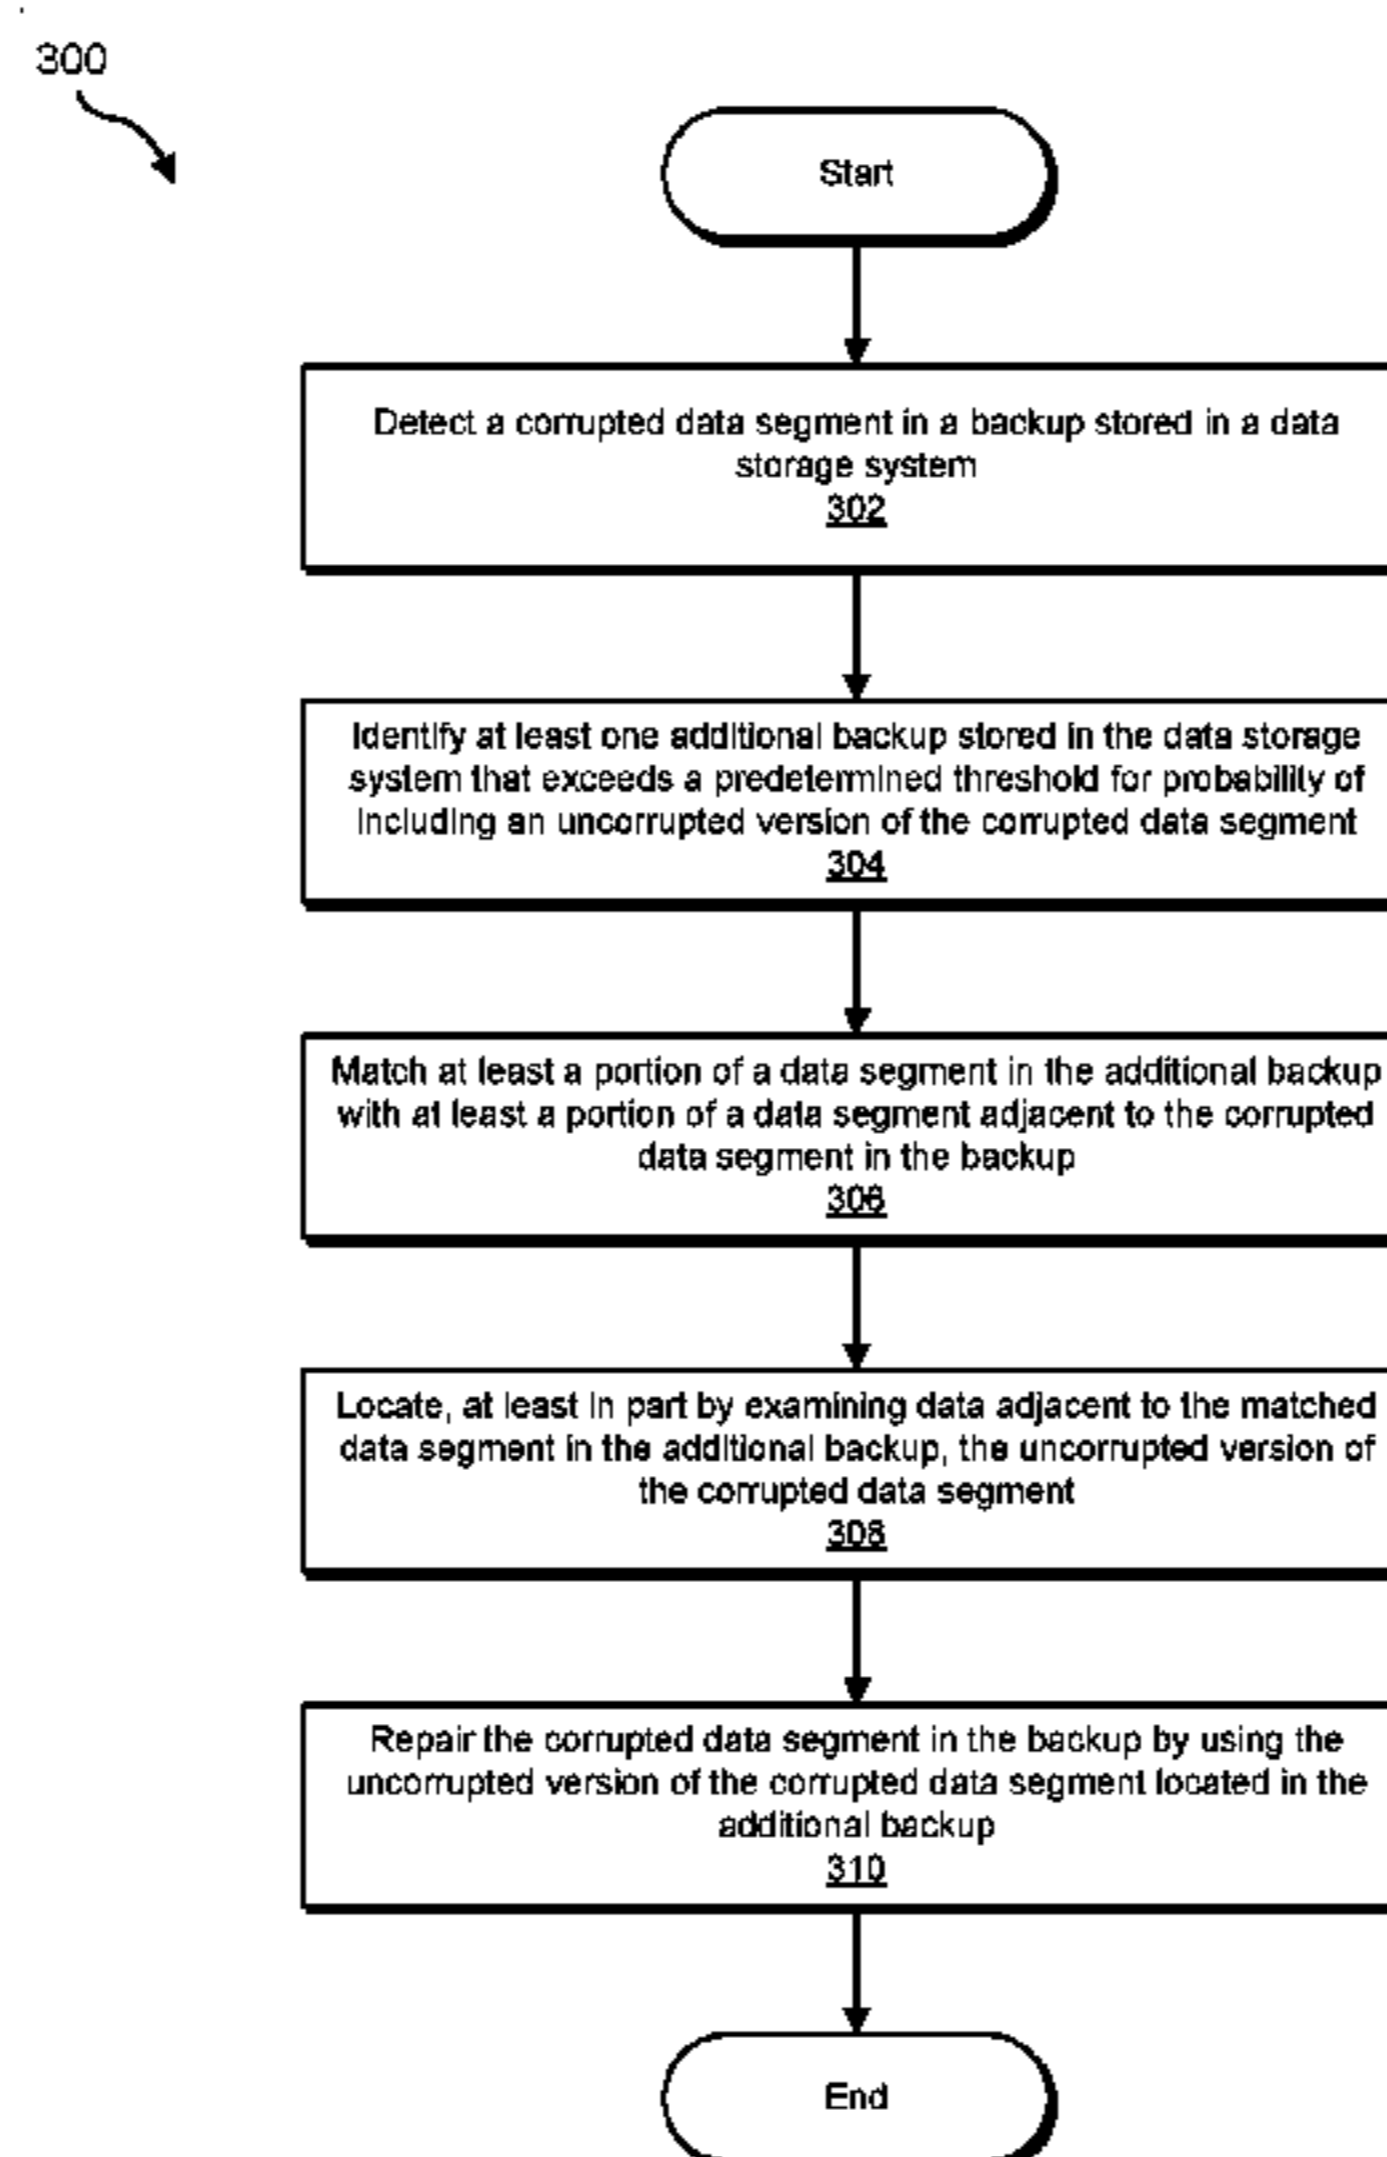 300
Start
Detect a corrupted data segment in a backup stored in a data
storage system
302
Identify at least one additional backup stored in the data storage
system that exceeds a predetermined threshold for probability of
including an uncorrupted version of the corrupted data segment
304
Match at least a portion of a data segment in the additional backup
with at least a portion of a data segment adjacent to the corrupted
data segment in the backup
306
Locate, at least in part by examining data adjacent to the matched
data segment in the additional backup, the uncorrupted version of
the corrupted data segment
308
Repair the corrupted data segment in the backup by using the
uncorrupted version of the corrupted data segment located in the
additional backup
310
End